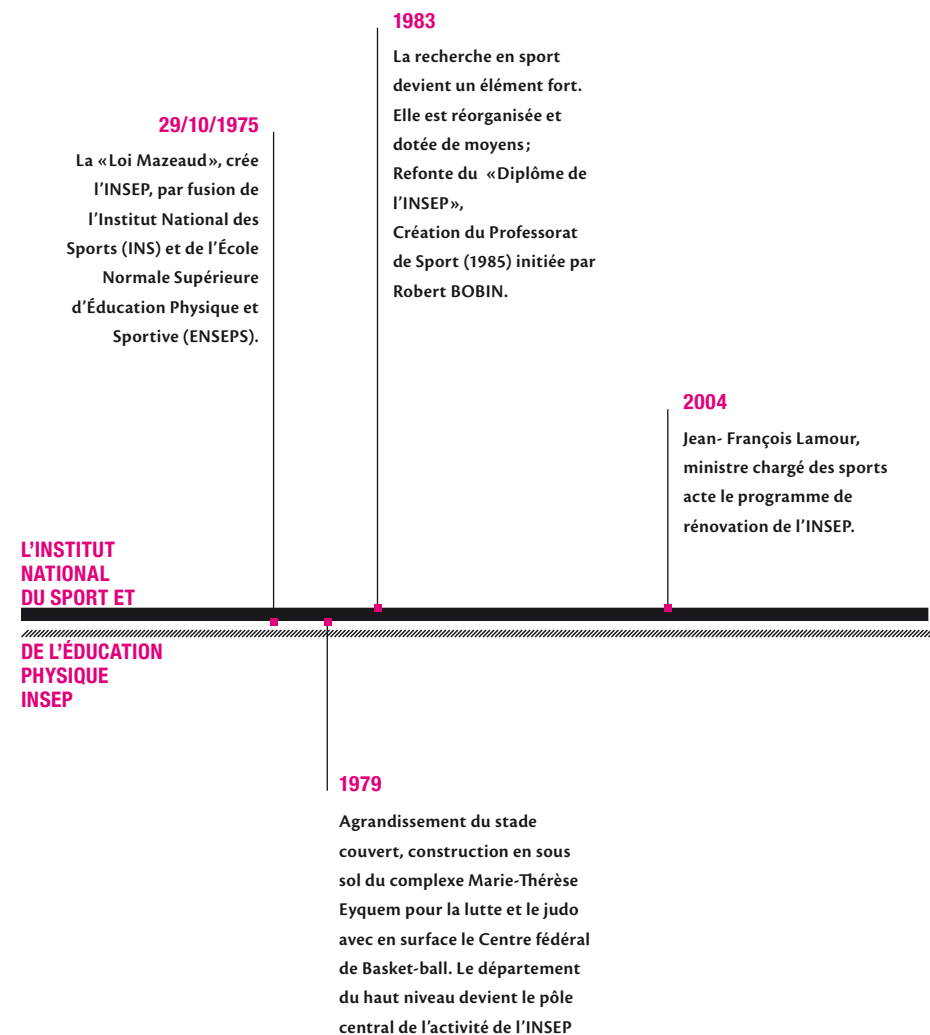 29/10/1975
La «Loi Mazeaud», crée
l’INSEP, par fusion de
l’Institut National des
Sports (INS) et de l’École
Normale Supérieure
d’Éducation Physique et
Sportive (ENSEPS).
1983
La recherche en sport
devient un élément fort.
Elle est réorganisée et
dotée de moyens;
Refonte du «Diplôme de
l’INSEP»,
Création du Professorat
de Sport (1985) initiée par
Robert BOBIN.
2004
Jean- François Lamour,
ministre chargé des sports
acte le programme de
rénovation de l’INSEP.
L’INSTITUT
NATIONAL
DU SPORT ET
DE L’ÉDUCATION
PHYSIQUE
INSEP
1979
Agrandissement du stade
couvert, construction en sous
sol du complexe Marie-Thérèse
Eyquem pour la lutte et le judo
avec en surface le Centre fédéral
de Basket-ball. Le département
du haut niveau devient le pôle
central de l’activité de l’INSEP